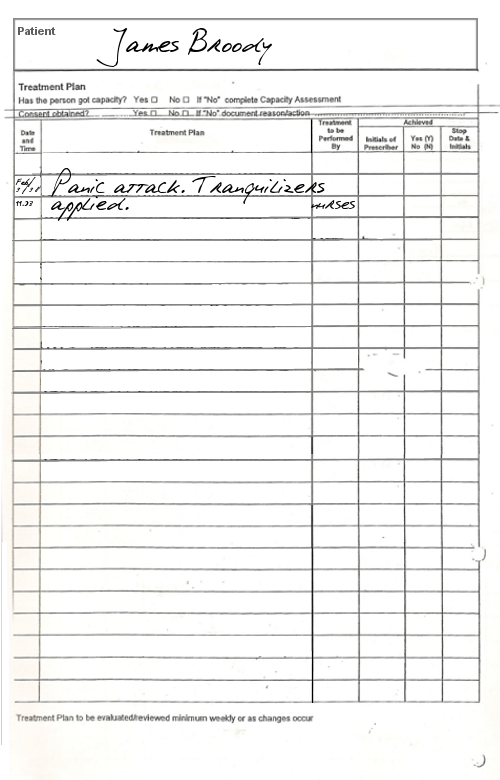 Patient
James Broody
Treatment Plan
Has the person got capacity? Yes ☐ No ☐ If "No" complete Capacity Assessment
Consent obtained? Yes ☐ No ☐ If "No" document reason/action
Date and Time
Treatment Plan
Treatment to be Performed By
Achieved
Initials of Prescriber
Yes (Y) No (N)
Stop Date & Initials
Feb/
Panic attack. Tranquilizers
11.23 applied. nurses
Treatment Plan to be evaluated/reviewed minimum weekly or as changes occur